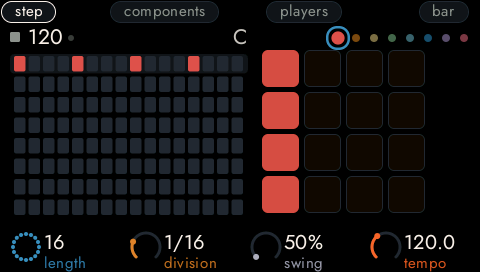 step components players bar
120 C
16 1/16 50% 120.0
length division swing tempo